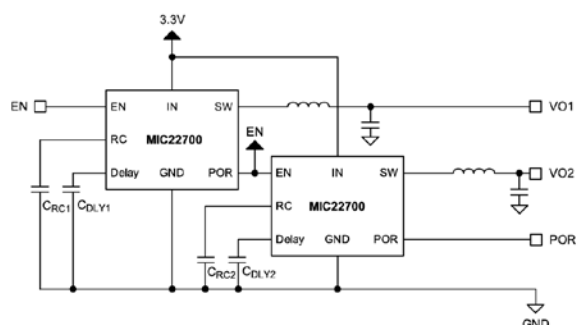 3.3V
EN
EN IN SW
VO1
RC MIC22700
EN
Delay GND POR
EN IN SW
VO2
CRC1 CDLY1
RC MIC22700
Delay GND POR
POR
CRC2 CDLY2
GND